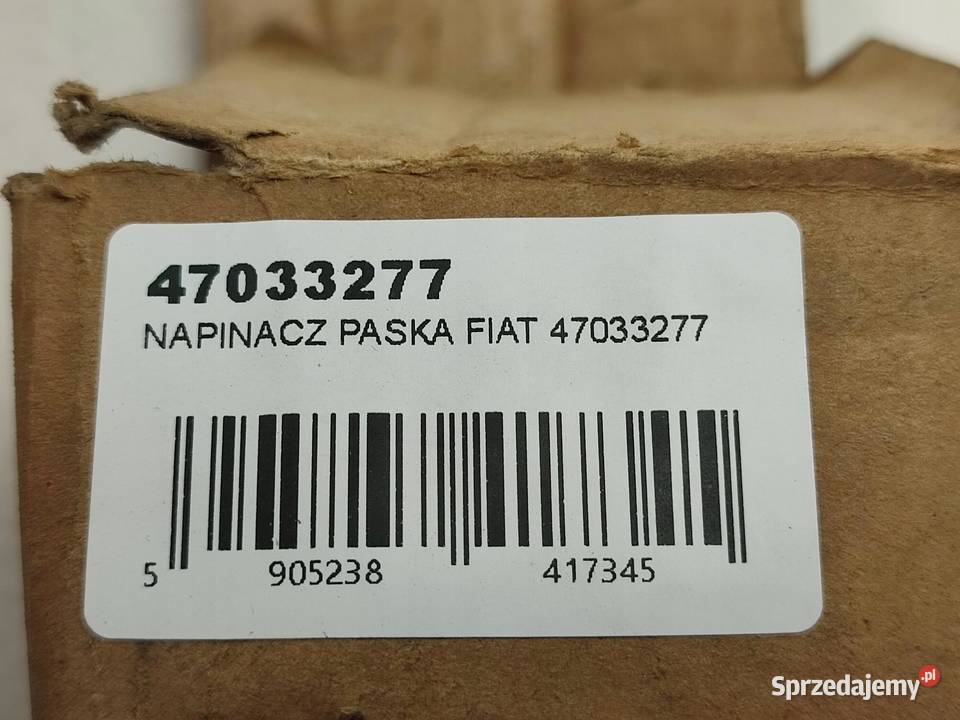 47033277
NAPINACZ PASKA FIAT 47033277
5 905238 417345
Sprzedajemy.pl